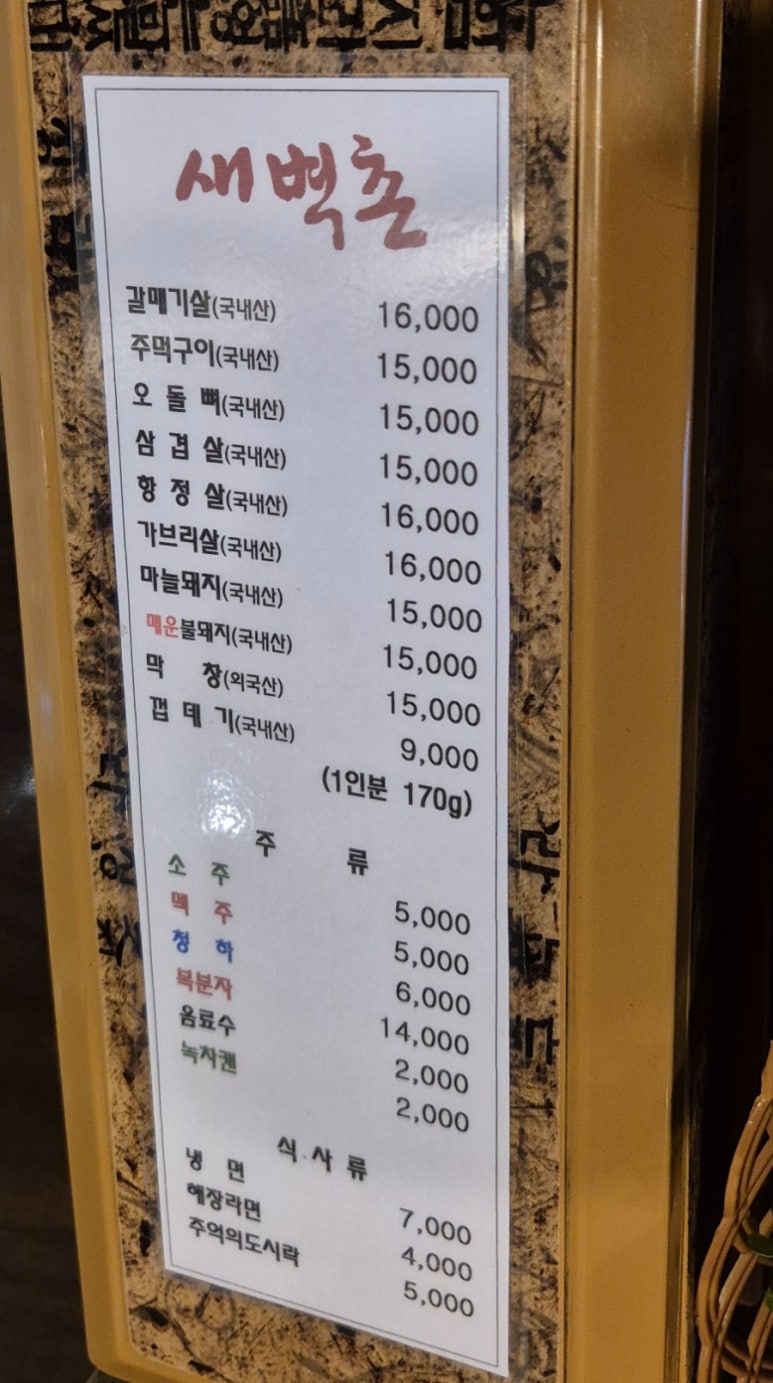 새벽촌
갈매기살(국내산) 16,000
주먹구이(국내산) 15,000
오돌뼈(국내산) 15,000
삼겹살(국내산) 15,000
항정살(국내산) 16,000
가브리살(국내산) 16,000
마늘돼지(국내산) 15,000
매운불돼지(국내산) 15,000
막창(외국산) 15,000
껍데기(국내산) 9,000
(1인분 170g)
주류
소주 5,000
맥주 5,000
청하 6,000
복분자 14,000
음료수 2,000
녹차캔 2,000
식사류
냉면 7,000
해장라면 4,000
추억의도시락 5,000